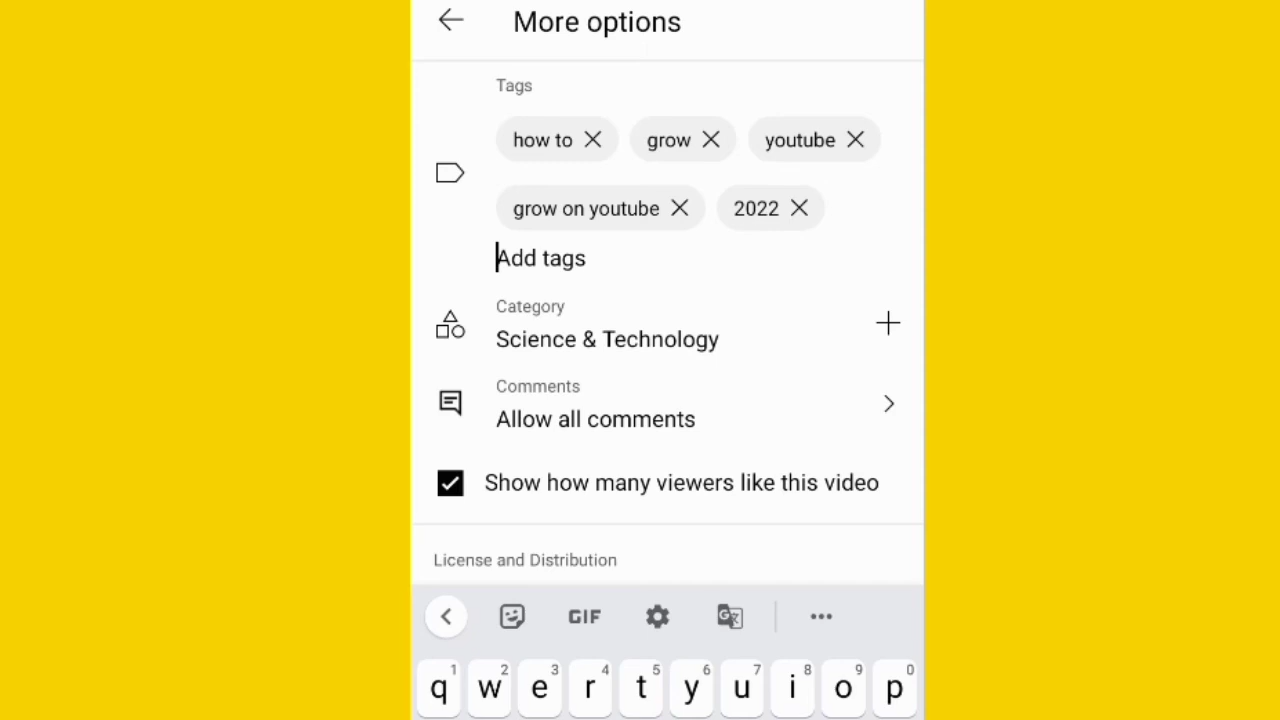 More options
Tags
how to grow youtube
grow on youtube 2022
Add tags
Category
Science & Technology
Comments
Allow all comments
Show how many viewers like this video
License and Distribution
GIF G
1 2 3 4 5 6 7 8 9 0
q w e r t y u i o p